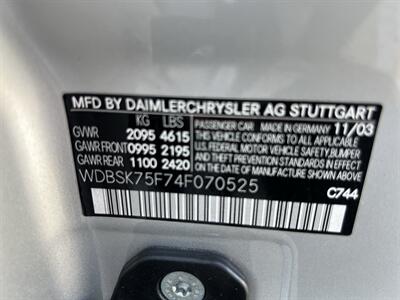 MFD BY DAIMLERCHRYSLER AG STUTTGART
KG LBS
GVWR 2095 4615
GAWR FRONT 0995 2195
GAWR REAR 1100 2420
PASSENGER CAR MADE IN GERMANY 11/03
THIS VEHICLE CONFORMS TO ALL APPLICABLE
U.S. FEDERAL MOTOR VEHICLE SAFETY, BUMPER
AND THEFT PREVENTION STANDARDS IN EFFECT
ON THE DATE OF MANUFACTURE SHOWN ABOVE.
WDBSK75F74F070525
C744